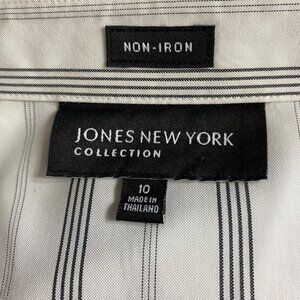 NON-IRON
JONES NEW YORK
COLLECTION
10
MADE IN
THAILAND